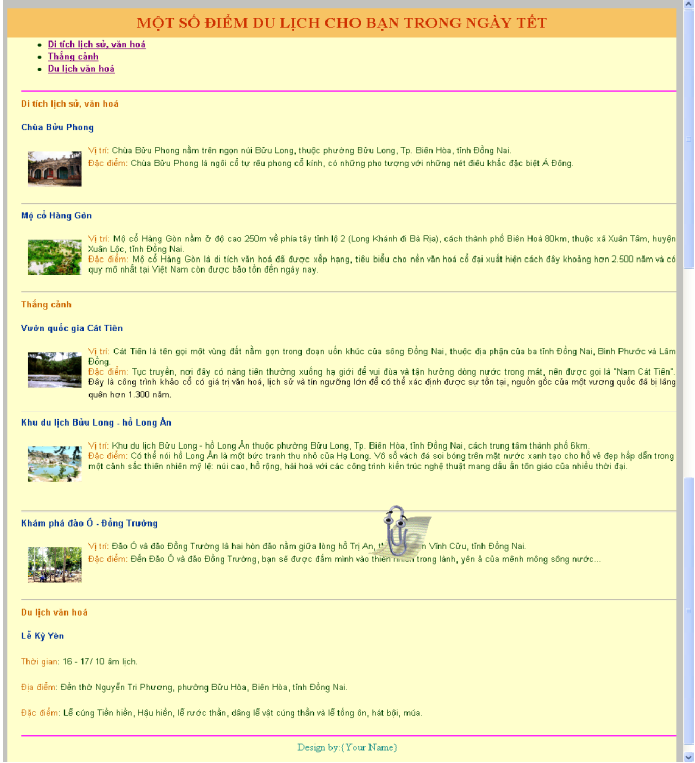 MỘT SỐ ĐIỂM DU LỊCH CHO BẠN TRONG NGÀY TẾT
Di tích lịch sử, văn hoá
Thắng cảnh
Du lịch văn hoá
Di tích lịch sử, văn hoá
Chùa Bửu Phong
Vị trí: Chùa Bửu Phong nằm trên ngọn núi Bửu Long, thuộc phường Bửu Long, Tp. Biên Hòa, tỉnh Đồng Nai.
Đặc điểm: Chùa Bửu Phong là ngôi cổ tự rêu phong cổ kính, có những pho tượng với những nét điêu khắc đặc biệt Á Đông.
Mộ cổ Hàng Gòn
Vị trí: Mộ cổ Hàng Gòn nằm ở độ cao 250m về phía tây tỉnh lộ 2 (Long Khánh đi Bà Rịa), cách thành phố Biên Hoà 80km, thuộc xã Xuân Tâm, huyện
Xuân Lộc, tỉnh Đồng Nai.
Đặc điểm: Mộ cổ Hàng Gòn là di tích văn hoá đã được xếp hạng, tiêu biểu cho nền văn hoá cổ đại xuất hiện cách đây khoảng hơn 2.500 năm và có
quy mô nhất tại Việt Nam còn được bảo tồn đến ngày nay.
Thắng cảnh
Vườn quốc gia Cát Tiên
Vị trí: Cát Tiên là tên gọi một vùng đất nằm gọn trong đoạn uốn khúc của sông Đồng Nai, thuộc địa phận của ba tỉnh Đồng Nai, Bình Phước và Lâm
Đồng.
Đặc điểm: Tục truyền, nơi đây có nàng tiên thường xuống hạ giới để vui đùa và tận hưởng dòng nước trong mát, nên được gọi là "Nam Cát Tiên".
Đây là công trình khảo cổ có giá trị văn hoá, lịch sử và tín ngưỡng lớn để có thể xác định được sự tồn tại, nguồn gốc của một vương quốc đã bị lãng
quên hơn 1.300 năm.
Khu du lịch Bửu Long - hồ Long Ẩn
Vị trí: Khu du lịch Bửu Long - hồ Long Ẩn thuộc phường Bửu Long, Tp. Biên Hòa, tỉnh Đồng Nai, cách trung tâm thành phố 6km.
Đặc điểm: Có thể nói hồ Long Ẩn là một bức tranh thu nhỏ của Hạ Long. Vô số vách đá soi bóng trên mặt nước xanh tạo cho hồ vẻ đẹp hấp dẫn trong
một cảnh sắc thiên nhiên mỹ lệ: núi cao, hồ rộng, hài hoà với các công trình kiến trúc nghệ thuật mang dấu ấn tôn giáo của nhiều thời đại.
Khám phá đảo Ó - Đồng Trường
Vị trí: Đảo Ó và đảo Đồng Trường là hai hòn đảo nằm giữa lòng hồ Trị An, Vĩnh Cửu, tỉnh Đồng Nai.
Đặc điểm: Đến Đảo Ó và đảo Đồng Trường, bạn sẽ được đắm mình vào thiên nhiên trong lành, yên ả của mênh mông sông nước...
Du lịch văn hoá
Lễ Kỳ Yên
Thời gian: 16 - 17/ 10 âm lịch.
Địa điểm: Đền thờ Nguyễn Tri Phương, phường Bửu Hòa, Biên Hòa, tỉnh Đồng Nai.
Đặc điểm: Lễ cúng Tiên hiền, Hậu hiền, lễ rước thần, dâng lễ vật cúng thần và lễ tống ôn, hát bội, múa.
Design by:(Your Name)